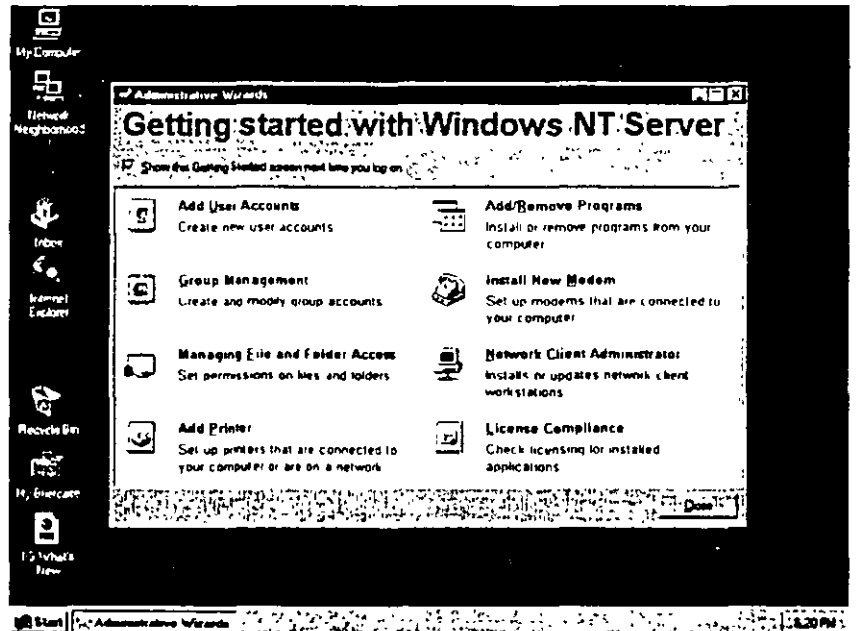 My Computer
Network
Neighborhood
Inbox
Internet
Explorer
Recycle Bin
My Briefcase
What's
New
Administrative Wizards
Getting started with Windows NT Server
Show this Getting Started screen next time you log on
Add User Accounts
Create new user accounts
Group Management
Create and modify group accounts
Managing File and Folder Access
Set permissions on files and folders
Add Printer
Set up printers that are connected to
your computer or are on a network
Add/Remove Programs
Install or remove programs from your
computer
Install New Modem
Set up modems that are connected to
your computer
Network Client Administrator
Installs or updates network client
workstations
License Compliance
Check licensing for installed
applications
Close
Start
Administrative Wizards
8:20 PM